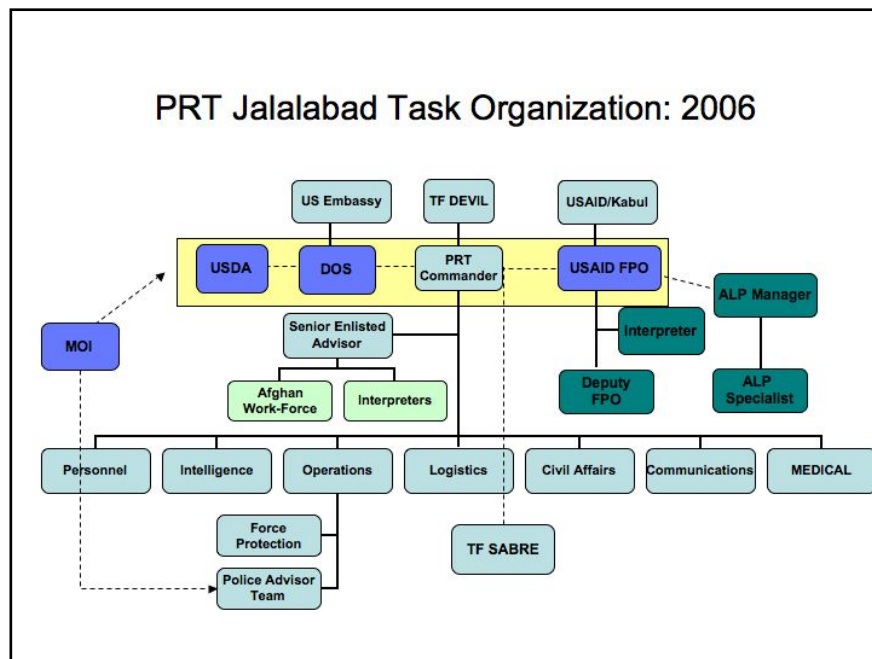 PRT Jalalabad Task Organization: 2006
US Embassy
TF DEVIL
USAID/Kabul
USDA
DOS
PRT
Commander
USAID FPO
ALP Manager
MOI
Senior Enlisted
Advisor
Interpreter
Afghan
Work-Force
Interpreters
Deputy
FPO
ALP
Specialist
Personnel
Intelligence
Operations
Logistics
Civil Affairs
Communications
MEDICAL
Force
Protection
TF SABRE
Police Advisor
Team